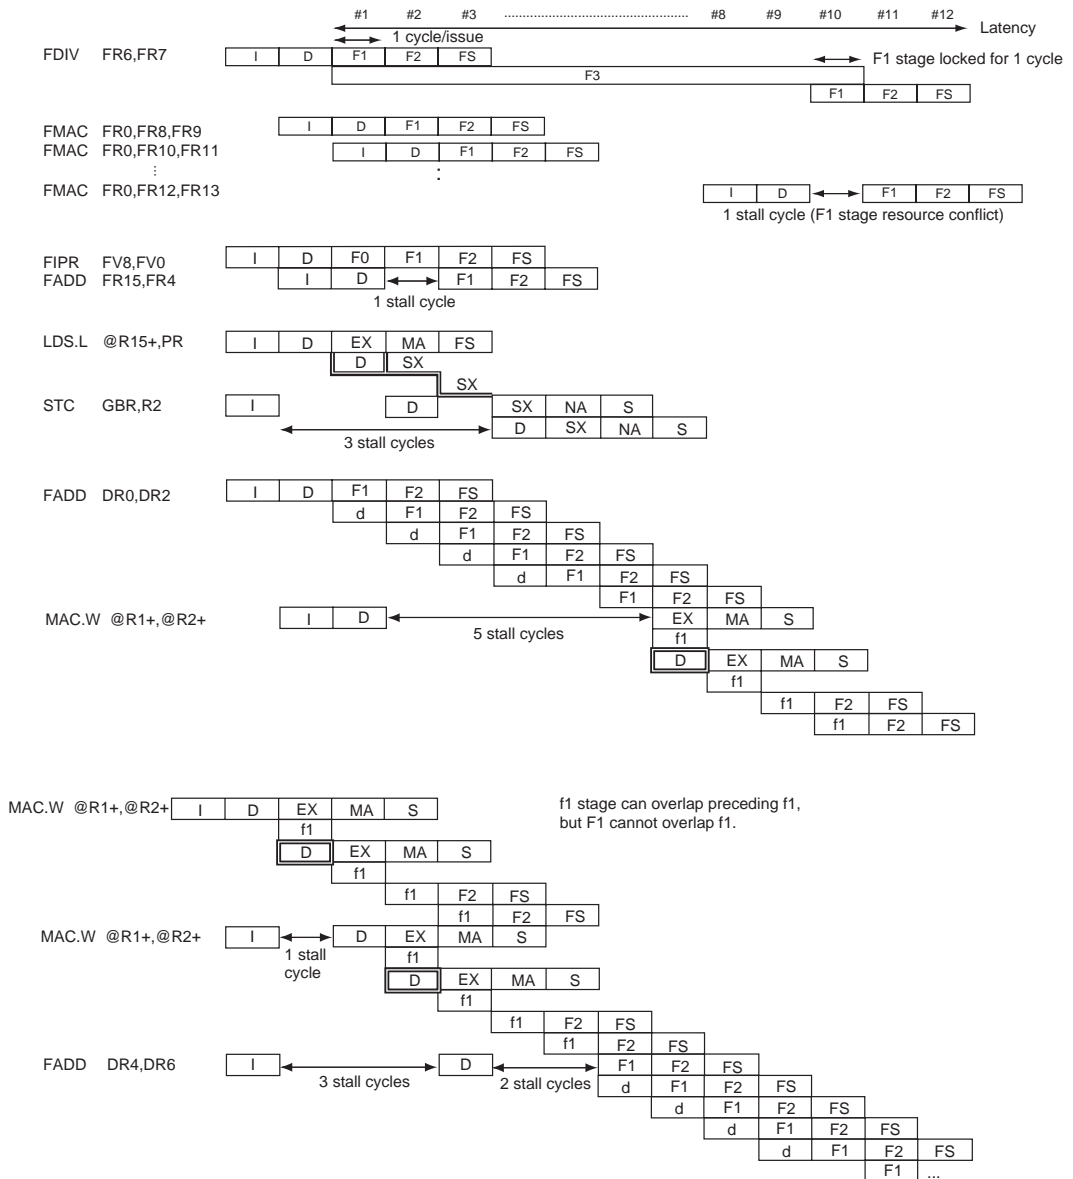 #1 #2 #3 ................................................ #8 #9 #10 #11 #12
Latency
1 cycle/issue
FDIV FR6,FR7 I D F1 F2 FS F1 stage locked for 1 cycle
F3
F1 F2 FS
FMAC FR0,FR8,FR9 I D F1 F2 FS
FMAC FR0,FR10,FR11 I D F1 F2 FS
⋮ :
FMAC FR0,FR12,FR13 I D F1 F2 FS
1 stall cycle (F1 stage resource conflict)
FIPR FV8,FV0 I D F0 F1 F2 FS
FADD FR15,FR4 I D F1 F2 FS
1 stall cycle
LDS.L @R15+,PR I D EX MA FS
D SX
SX
STC GBR,R2 I D SX NA S
D SX NA S
3 stall cycles
FADD DR0,DR2 I D F1 F2 FS
d F1 F2 FS
d F1 F2 FS
d F1 F2 FS
d F1 F2 FS
F1 F2 FS
MAC.W @R1+,@R2+ I D EX MA S
5 stall cycles
f1
D EX MA S
f1
f1 F2 FS
f1 F2 FS
MAC.W @R1+,@R2+ I D EX MA S
f1 stage can overlap preceding f1,
but F1 cannot overlap f1.
f1
D EX MA S
f1
f1 F2 FS
f1 F2 FS
MAC.W @R1+,@R2+ I D EX MA S
1 stall
cycle
f1
D EX MA S
f1
f1 F2 FS
f1 F2 FS
FADD DR4,DR6 I D F1 F2 FS
3 stall cycles 2 stall cycles
d F1 F2 FS
d F1 F2 FS
d F1 F2 FS
d F1 F2 FS
F1 ...